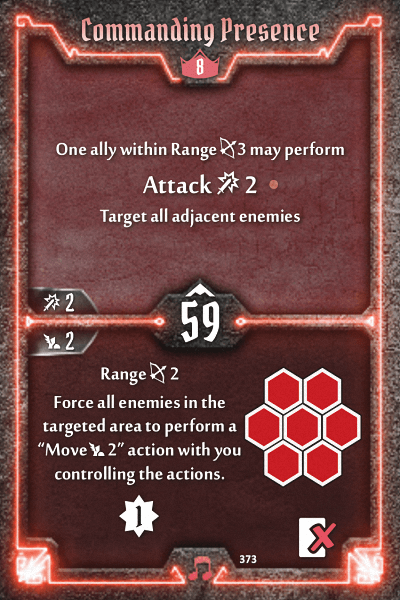 Commanding Presence
8
One ally within Range 3 may perform
Attack 2
Target all adjacent enemies
2
59
2
Range 2
Force all enemies in the
targeted area to perform a
“Move 2” action with you
controlling the actions.
1
373